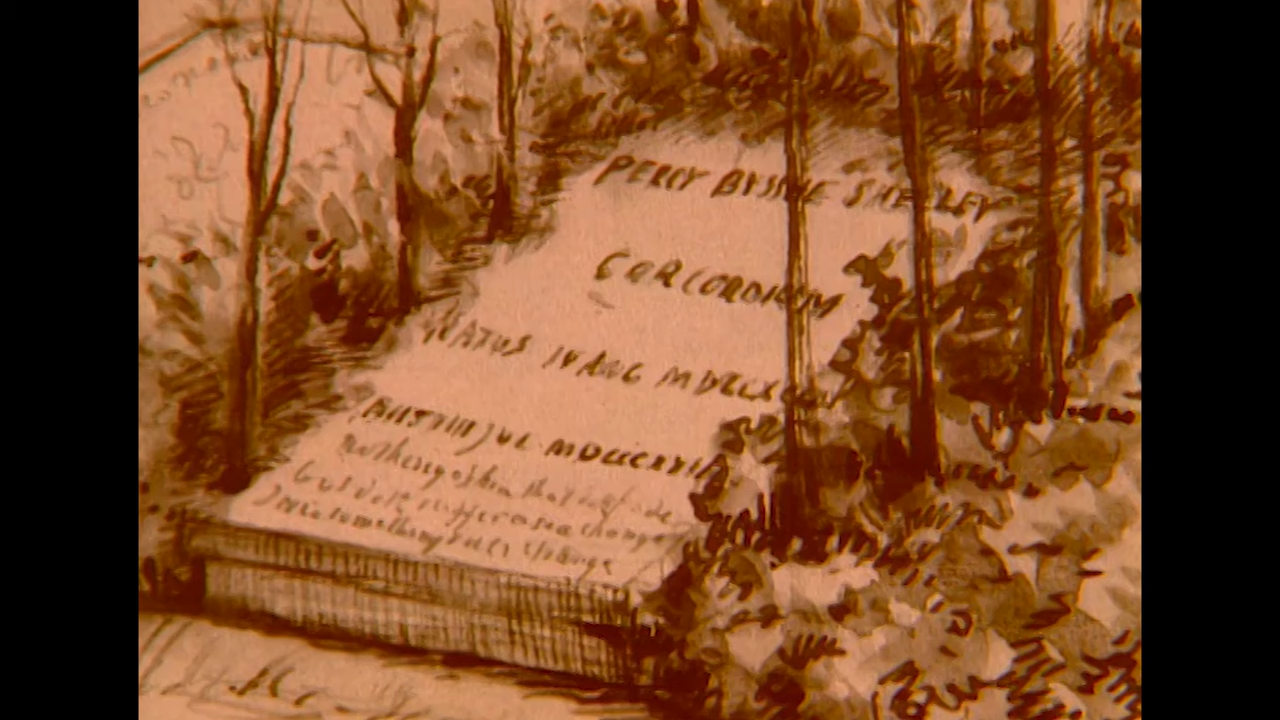 PERCY BYSSHE SHELLEY
COR CORDIUM
NATUS IV AUG MDCCXCII
OBIIT VIII JUL MDCCCXXII
Nothing of him that doth fade
but doth suffer a sea change
Into something rich & strange